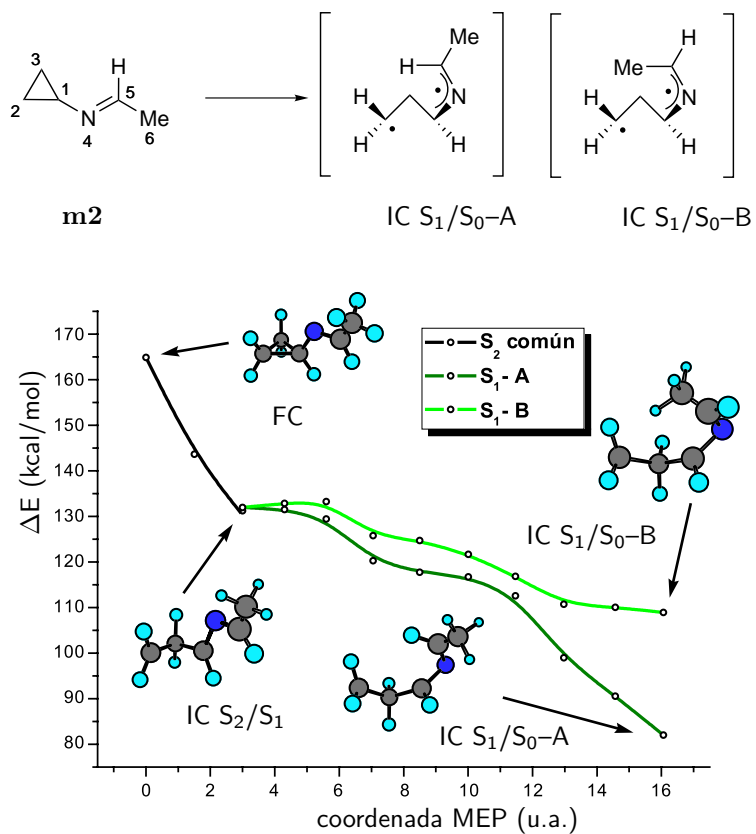 3
2
1
N
4
H
5
Me
6
m2
Me
H
N
H
H
H
H
IC S₁/S₀–A
H
Me
N
H
H
H
H
IC S₁/S₀–B
ΔE (kcal/mol)
170
160
150
140
130
120
110
100
90
80
FC
S₂ común
S₁- A
S₁- B
IC S₁/S₀–B
IC S₂/S₁
IC S₁/S₀–A
0 2 4 6 8 10 12 14 16
coordenada MEP (u.a.)